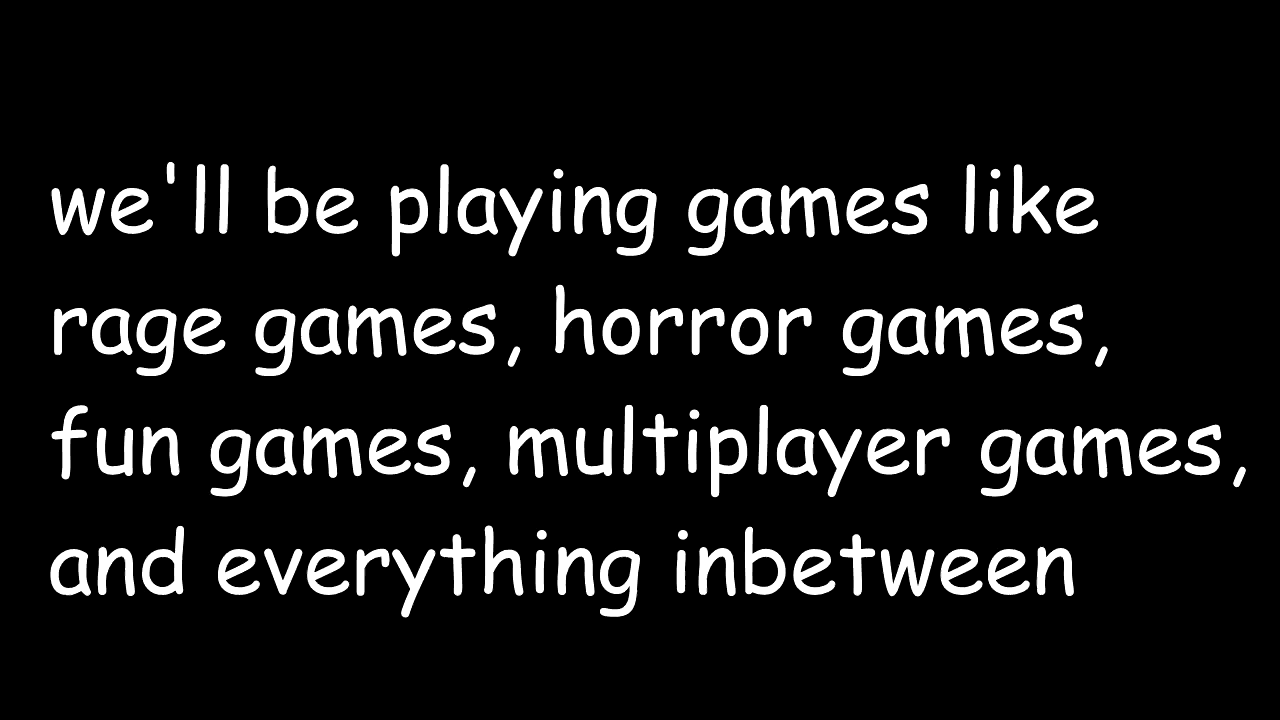 we'll be playing games like
rage games, horror games,
fun games, multiplayer games,
and everything inbetween